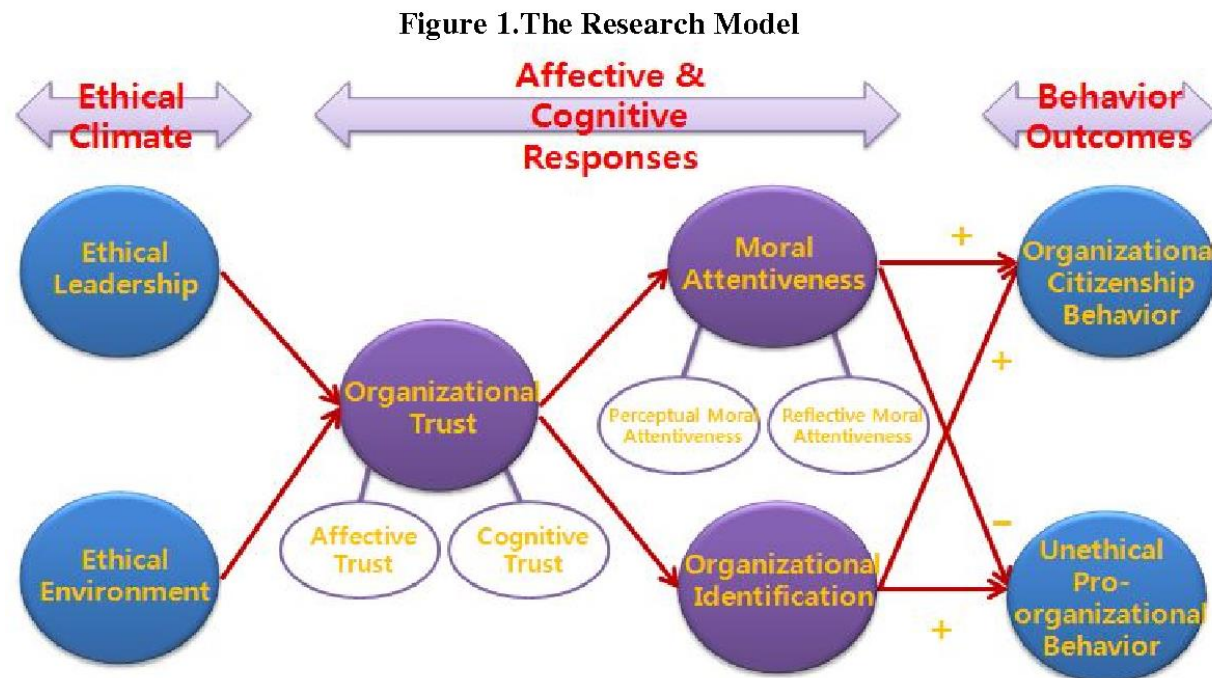 Figure 1.The Research Model
Ethical
Climate
Affective &
Cognitive
Responses
Behavior
Outcomes
Ethical
Leadership
Moral
Attentiveness
+
Organizationa
Citizenship
Behavior
+
Organizational
Trust
Perceptual Moral
Attentiveness
Reflective Moral
Attentiveness
Affective
Trust
Cognitive
Trust
Ethical
Environment
Organizational
Identification
–
+
Unethical
Pro-
organizational
Behavior